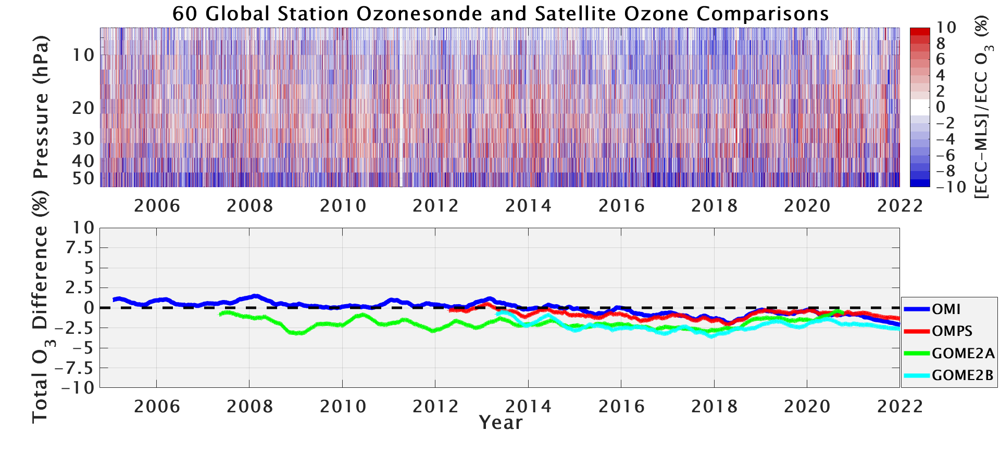 60 Global Station Ozonesonde and Satellite Ozone Comparisons
Pressure (hPa)
10
20
30
40
50
2006 2008 2010 2012 2014 2016 2018 2020 2022
10
8
6
4
2
0
-2
-4
-6
-8
-10
[ECC-MLS]/ECC O3 (%)
Total O3 Difference (%)
10
7.5
5
2.5
0
-2.5
-5
-7.5
-10
2006 2008 2010 2012 2014 2016 2018 2020 2022
Year
OMI
OMPS
GOME2A
GOME2B